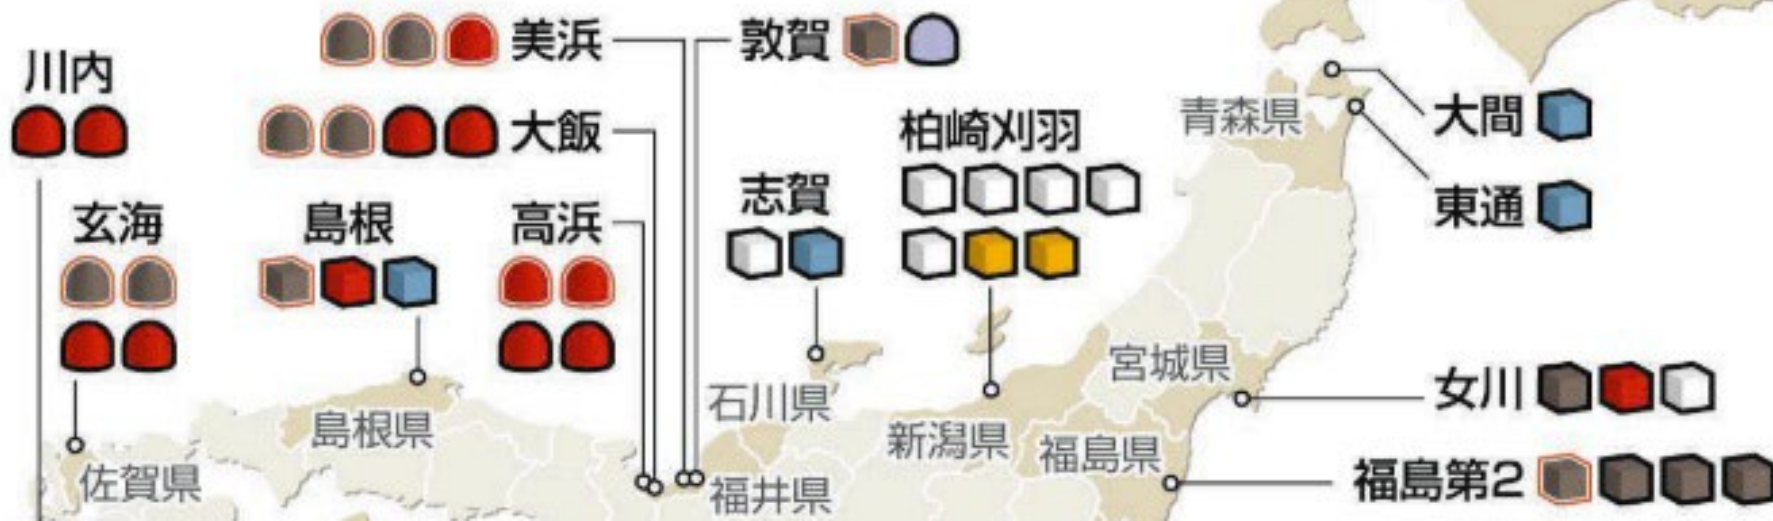 川内
美浜
敦賀
大飯
柏崎刈羽
青森県
大間
志賀
玄海
島根
高浜
東通
宮城県
石川県
女川
島根県
新潟県
福島県
佐賀県
福井県
福島第2